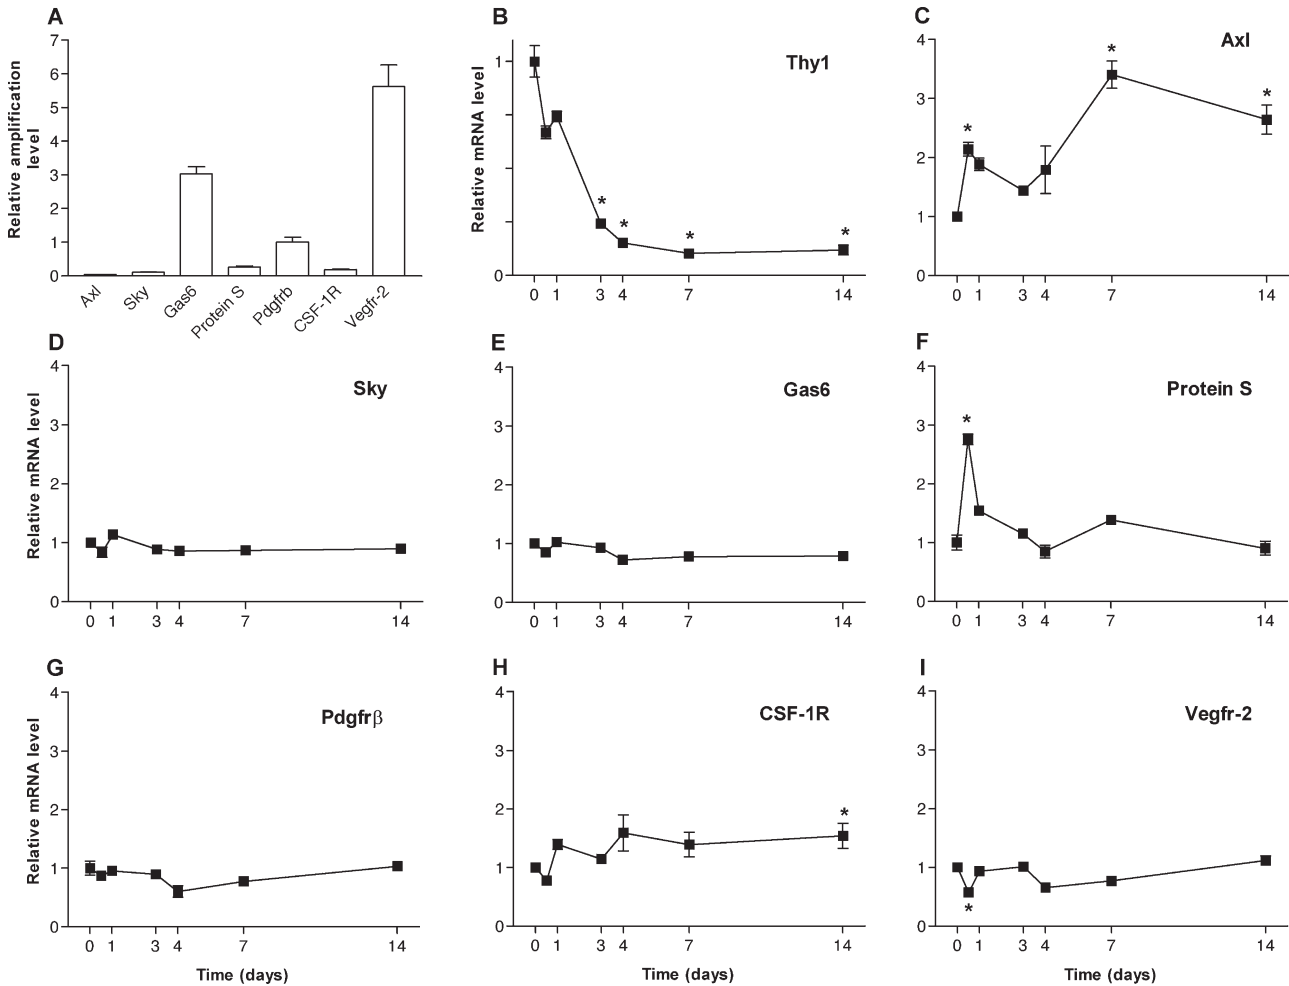 A
Relative amplification
level
7
6
5
4
3
2
1
0
Axl
Sky
Gas6
Protein S
Pdgfrb
CSF-1R
Vegfr-2
B
Thy1
Relative mRNA level
1
0
*
*
*
*
0 1 3 4 7 14
C
Axl
4
3
2
1
0
*
*
*
0 1 3 4 7 14
D
Sky
Relative mRNA level
4
3
2
1
0
0 1 3 4 7 14
E
Gas6
4
3
2
1
0
0 1 3 4 7 14
F
Protein S
4
3
2
1
0
*
0 1 3 4 7 14
G
Pdgfrβ
Relative mRNA level
4
3
2
1
0
0 1 3 4 7 14
Time (days)
H
CSF-1R
4
3
2
1
0
*
0 1 3 4 7 14
Time (days)
I
Vegfr-2
4
3
2
1
0
*
0 1 3 4 7 14
Time (days)